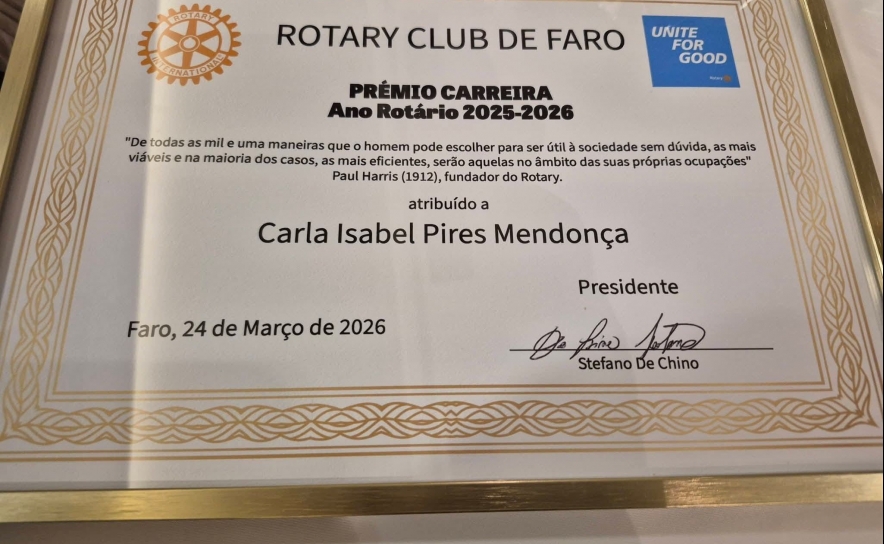 ROTARY
INTERNATIONAL
ROTARY CLUB DE FARO
UNITE
FOR
GOOD
Rotary
PRÉMIO CARREIRA
Ano Rotário 2025-2026
"De todas as mil e uma maneiras que o homem pode escolher para ser útil à sociedade sem dúvida, as mais
viáveis e na maioria dos casos, as mais eficientes, serão aquelas no âmbito das suas próprias ocupações"
Paul Harris (1912), fundador do Rotary.
atribuído a
Carla Isabel Pires Mendonça
Presidente
Faro, 24 de Março de 2026
Stefano De Chino